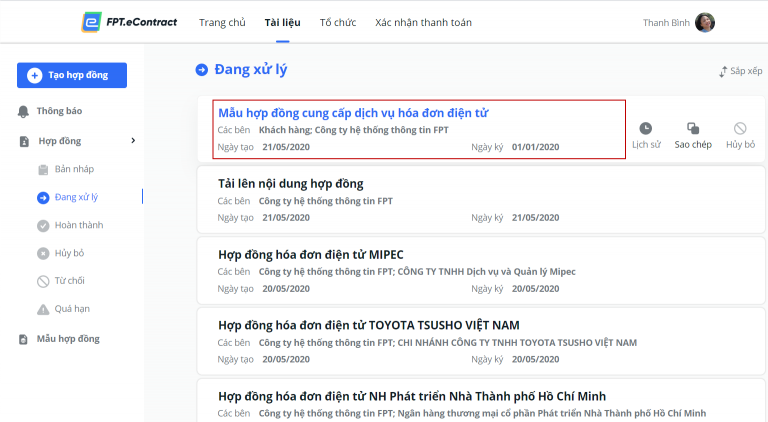 FPT.eContract Trang chủ Tài liệu Tổ chức Xác nhận thanh toán Thanh Bình
Tạo hợp đồng
Thông báo
Hợp đồng
Bản nháp
Đang xử lý
Hoàn thành
Hủy bỏ
Từ chối
Quá hạn
Mẫu hợp đồng
Đang xử lý
Sắp xếp
Mẫu hợp đồng cung cấp dịch vụ hóa đơn điện tử
Các bên Khách hàng; Công ty hệ thống thông tin FPT
Ngày tạo 21/05/2020 Ngày ký 01/01/2020
Lịch sử Sao chép Hủy bỏ
Tải lên nội dung hợp đồng
Các bên Công ty hệ thống thông tin FPT
Ngày tạo 21/05/2020 Ngày ký 21/05/2020
Hợp đồng hóa đơn điện tử MIPEC
Các bên Công ty hệ thống thông tin FPT; CÔNG TY TNHH Dịch vụ và Quản lý Mipec
Ngày tạo 20/05/2020 Ngày ký 20/05/2020
Hợp đồng hóa đơn điện tử TOYOTA TSUSHO VIỆT NAM
Các bên Công ty hệ thống thông tin FPT; CHI NHÁNH CÔNG TY TNHH TOYOTA TSUSHO VIỆT NAM
Ngày tạo 20/05/2020 Ngày ký 20/05/2020
Hợp đồng hóa đơn điện tử NH Phát triển Nhà Thành phố Hồ Chí Minh
Các bên Công ty hệ thống thông tin FPT; Ngân hàng thương mại cổ phần Phát triển Nhà Thành phố Hồ Chí Minh